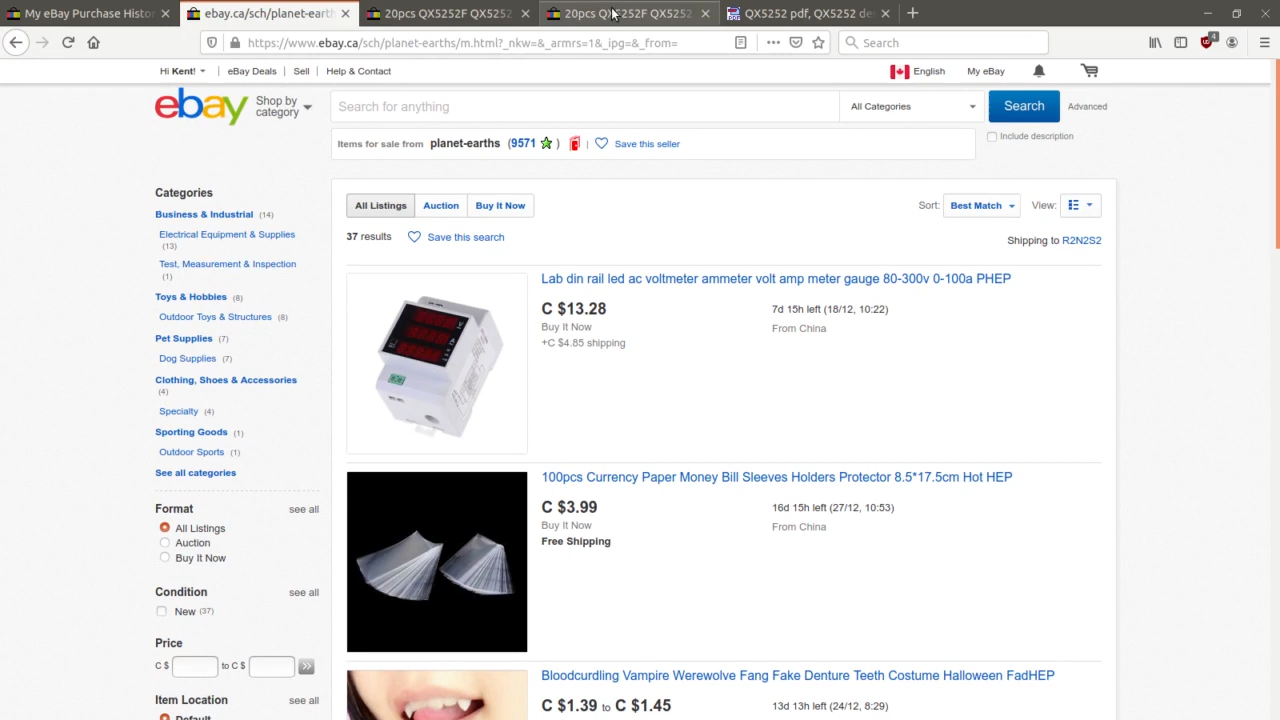 My eBay Purchase Histor
ebay.ca/sch/planet-earths
20pcs QX5252F QX5252
20pcs QX5252F QX5252
QX5252 pdf, QX5252 des
https://www.ebay.ca/sch/planet-earths/m.html?_nkw=&_armrs=1&_ipg=&_from=
Search
4
Hi Kent!
eBay Deals
Sell
Help & Contact
English
My eBay
ebay
Shop by category
Search for anything
All Categories
Search
Advanced
Items for sale from planet-earths (9571 ) | Save this seller
Include description
Categories
Business & Industrial (14)
Electrical Equipment & Supplies (13)
Test, Measurement & Inspection (1)
Toys & Hobbies (8)
Outdoor Toys & Structures (8)
Pet Supplies (7)
Dog Supplies (7)
Clothing, Shoes & Accessories (4)
Specialty (4)
Sporting Goods (1)
Outdoor Sports (1)
See all categories
Format see all
All Listings
Auction
Buy It Now
Condition see all
New (37)
Price
C $ to C $
Item Location see all
Default
All Listings Auction Buy It Now
Sort: Best Match View:
37 results Save this search
Shipping to R2N2S2
Lab din rail led ac voltmeter ammeter volt amp meter gauge 80-300v 0-100a PHEP
C $13.28 7d 15h left (18/12, 10:22)
Buy It Now From China
+C $4.85 shipping
100pcs Currency Paper Money Bill Sleeves Holders Protector 8.5*17.5cm Hot HEP
C $3.99 16d 15h left (27/12, 10:53)
Buy It Now From China
Free Shipping
Bloodcurdling Vampire Werewolve Fang Fake Denture Teeth Costume Halloween FadHEP
C $1.39 to C $1.45 13d 13h left (24/12, 8:29)